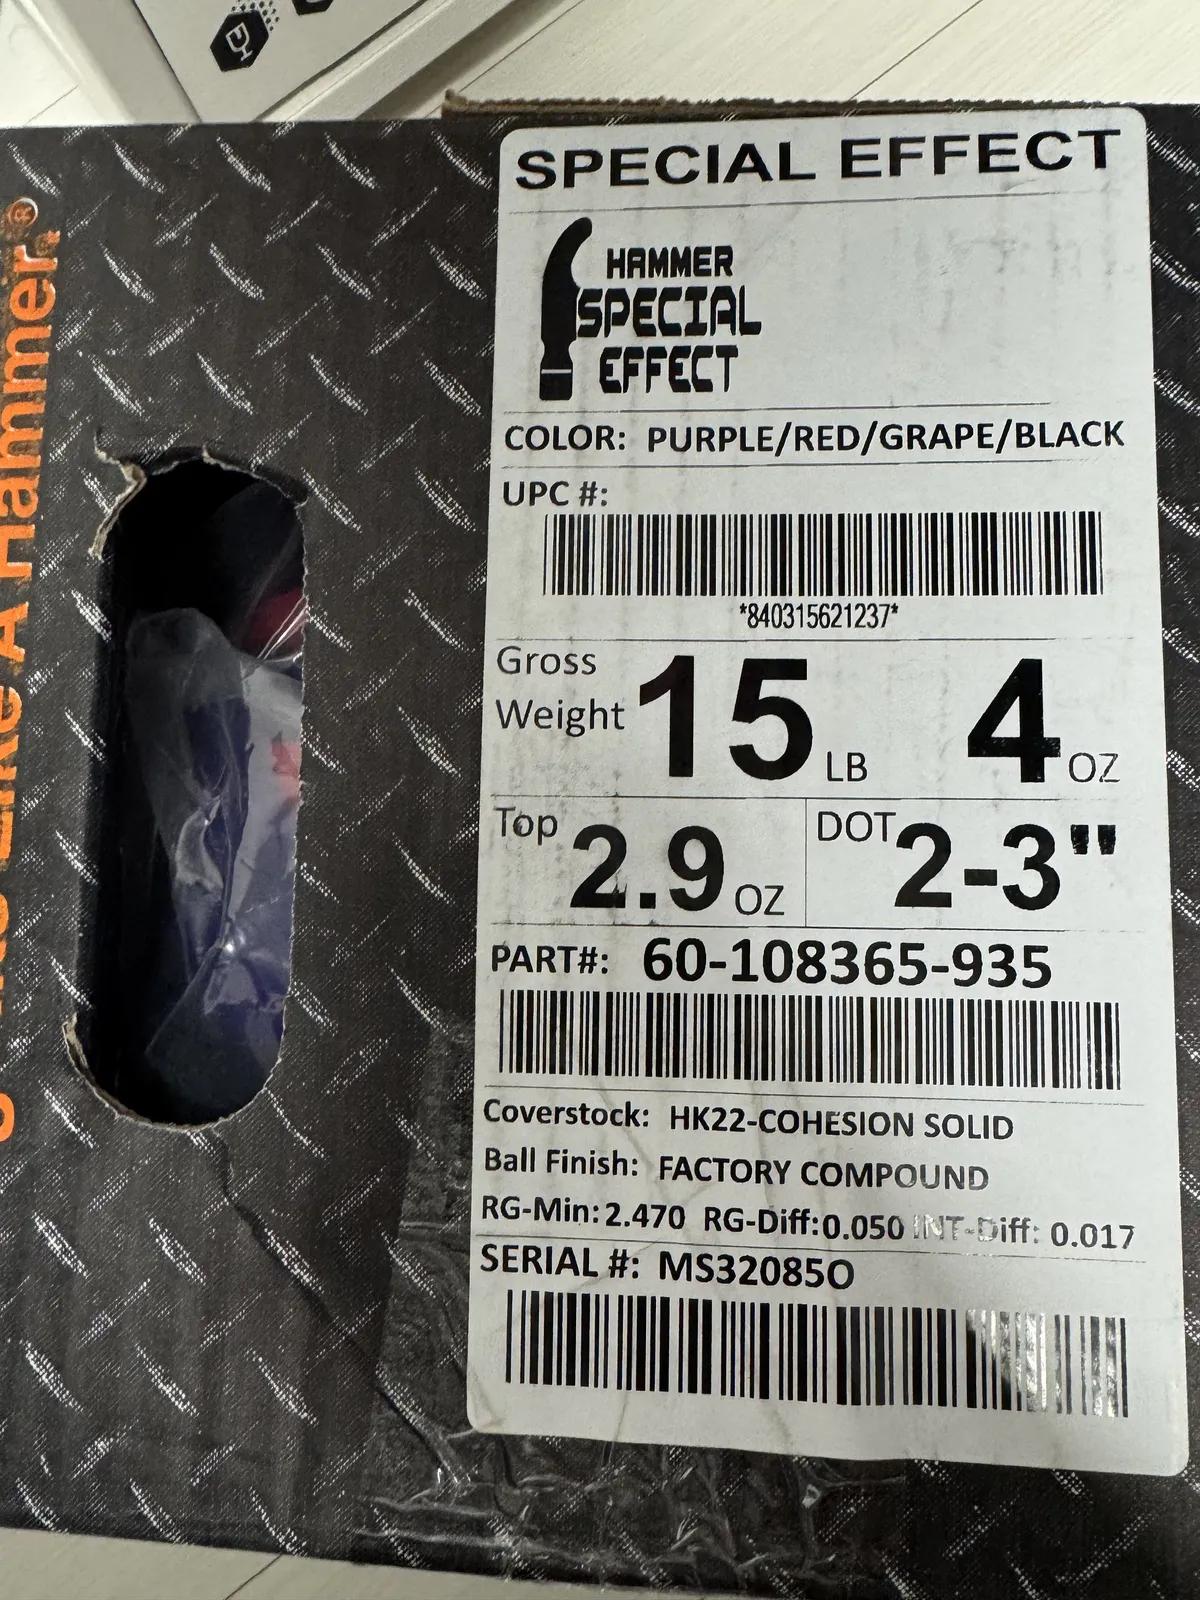 SPECIAL EFFECT
HAMMER
SPECIAL
EFFECT
COLOR: PURPLE/RED/GRAPE/BLACK
UPC #:
*840315621237*
Gross Weight 15 LB 4 OZ
Top 2.9 OZ DOT 2-3"
PART#: 60-108365-935
Coverstock: HK22-COHESION SOLID
Ball Finish: FACTORY COMPOUND
RG-Min: 2.470 RG-Diff: 0.050 INT-Diff: 0.017
SERIAL #: MS32085O
Like A Hammer®